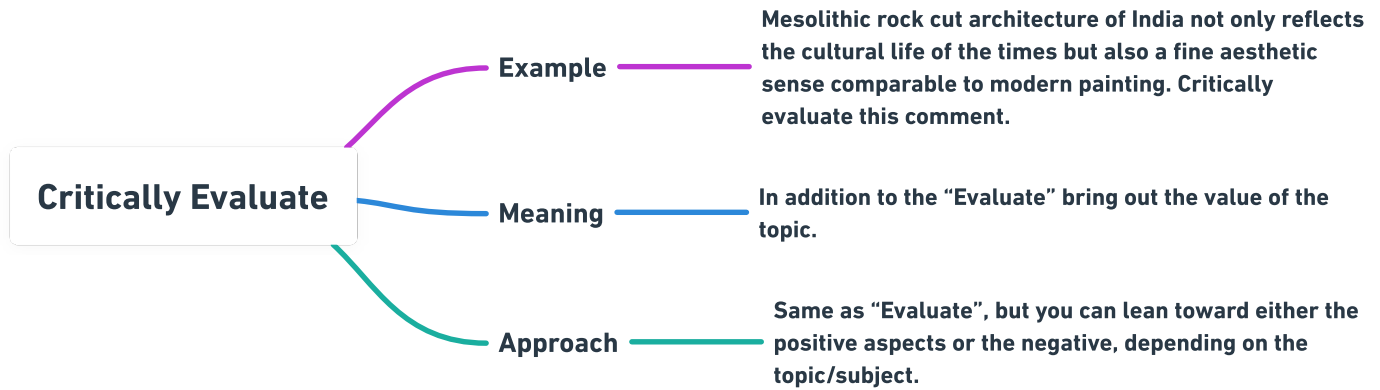 Critically Evaluate
Example
Mesolithic rock cut architecture of India not only reflects
the cultural life of the times but also a fine aesthetic
sense comparable to modern painting. Critically
evaluate this comment.
Meaning
In addition to the “Evaluate” bring out the value of the
topic.
Approach
Same as “Evaluate”, but you can lean toward either the
positive aspects or the negative, depending on the
topic/subject.